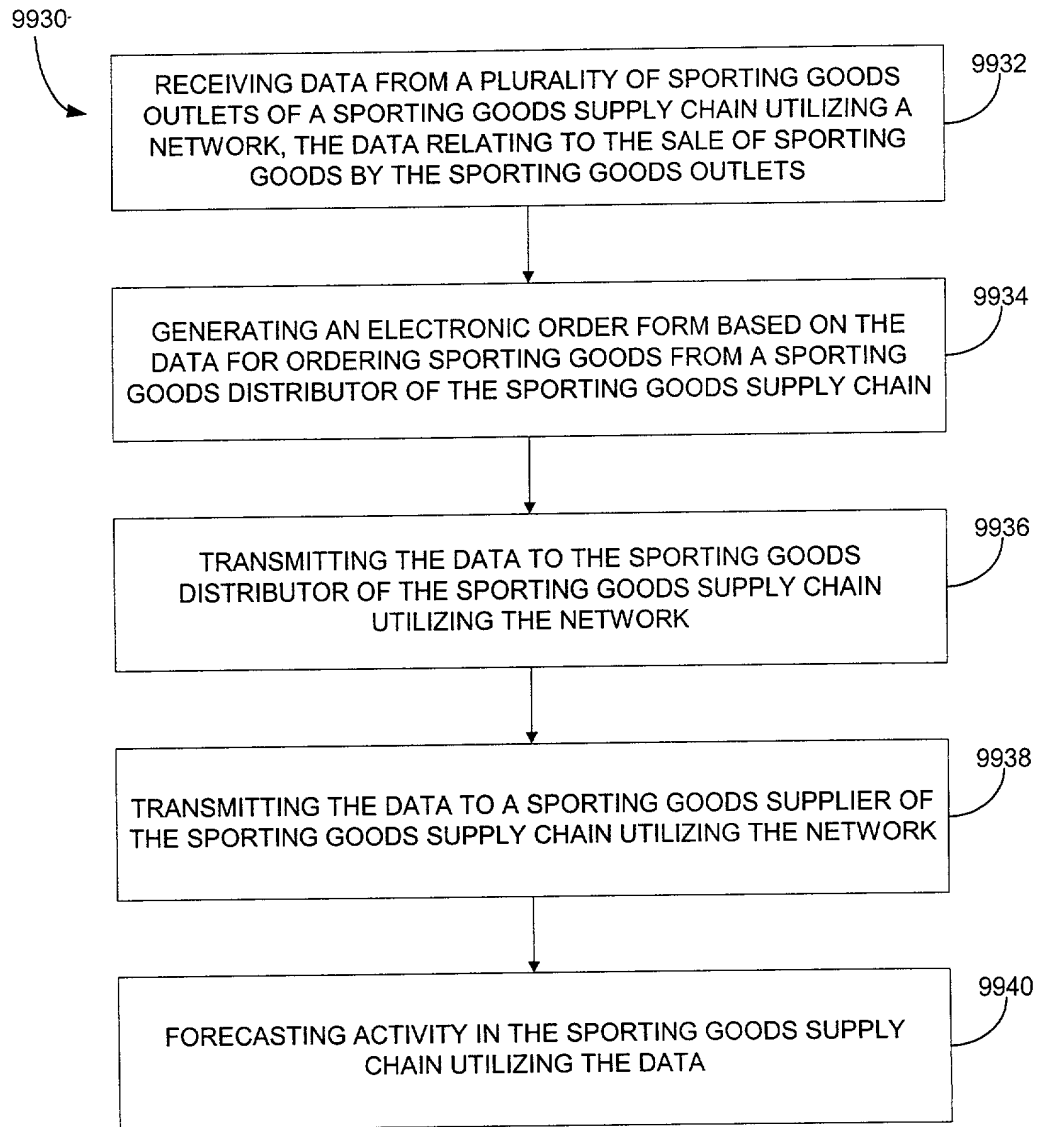 9930
9932
RECEIVING DATA FROM A PLURALITY OF SPORTING GOODS
OUTLETS OF A SPORTING GOODS SUPPLY CHAIN UTILIZING A
NETWORK, THE DATA RELATING TO THE SALE OF SPORTING
GOODS BY THE SPORTING GOODS OUTLETS
9934
GENERATING AN ELECTRONIC ORDER FORM BASED ON THE
DATA FOR ORDERING SPORTING GOODS FROM A SPORTING
GOODS DISTRIBUTOR OF THE SPORTING GOODS SUPPLY CHAIN
9936
TRANSMITTING THE DATA TO THE SPORTING GOODS
DISTRIBUTOR OF THE SPORTING GOODS SUPPLY CHAIN
UTILIZING THE NETWORK
9938
TRANSMITTING THE DATA TO A SPORTING GOODS SUPPLIER OF
THE SPORTING GOODS SUPPLY CHAIN UTILIZING THE NETWORK
9940
FORECASTING ACTIVITY IN THE SPORTING GOODS SUPPLY
CHAIN UTILIZING THE DATA